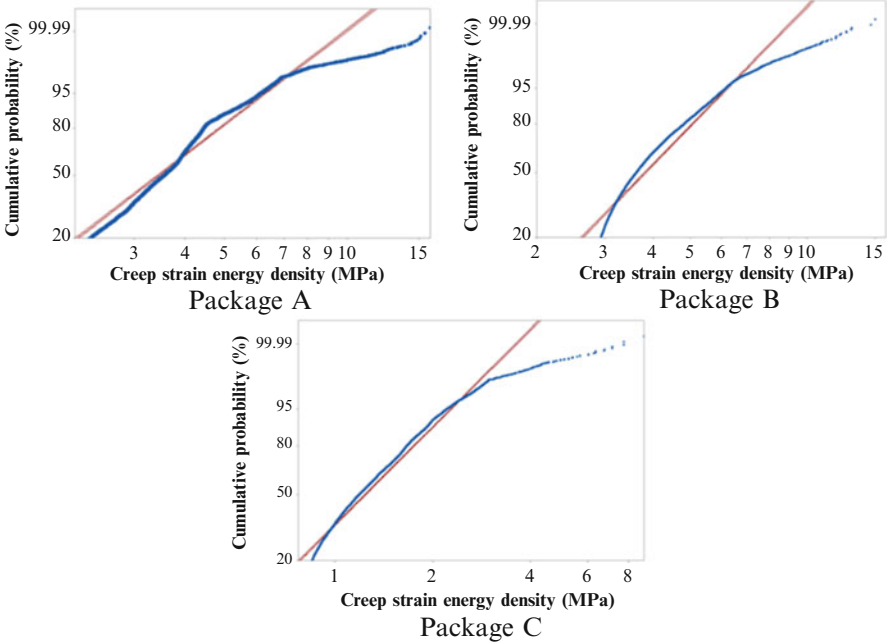 Cumulative probability (%)
99.99
95
80
50
20
3 4 5 6 7 8 9 10 15
Creep strain energy density (MPa)
Package A
Cumulative probability (%)
99.99
95
80
50
20
2 3 4 5 6 7 8 9 10 15
Creep strain energy density (MPa)
Package B
Cumulative probability (%)
99.99
95
80
50
20
1 2 4 6 8
Creep strain energy density (MPa)
Package C